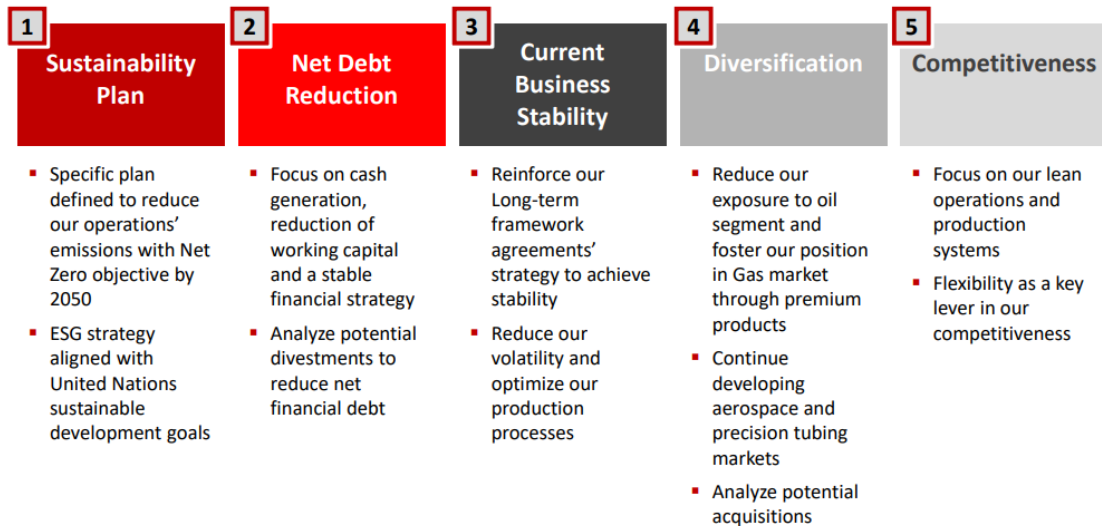 1
Sustainability
Plan
▪ Specific plan
defined to reduce
our operations’
emissions with Net
Zero objective by
2050
▪ ESG strategy
aligned with
United Nations
sustainable
development goals
2
Net Debt
Reduction
▪ Focus on cash
generation,
reduction of
working capital
and a stable
financial strategy
▪ Analyze potential
divestments to
reduce net
financial debt
3
Current
Business
Stability
▪ Reinforce our
Long-term
framework
agreements’
strategy to achieve
stability
▪ Reduce our
volatility and
optimize our
production
processes
4
Diversification
▪ Reduce our
exposure to oil
segment and
foster our position
in Gas market
through premium
products
▪ Continue
developing
aerospace and
precision tubing
markets
▪ Analyze potential
acquisitions
5
Competitiveness
▪ Focus on our lean
operations and
production
systems
▪ Flexibility as a key
lever in our
competitiveness